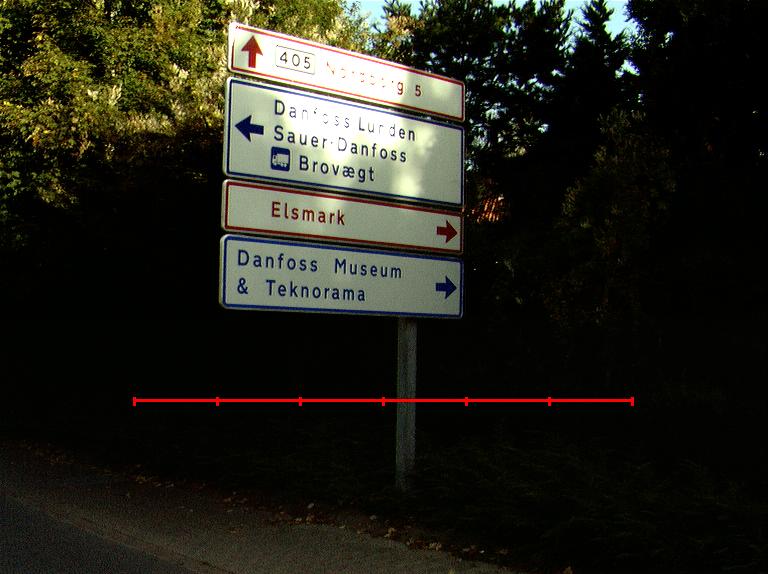 405 Nordborg 5
Danfoss Lunden
Sauer-Danfoss
Brovægt
Elsmark
Danfoss Museum
& Teknorama